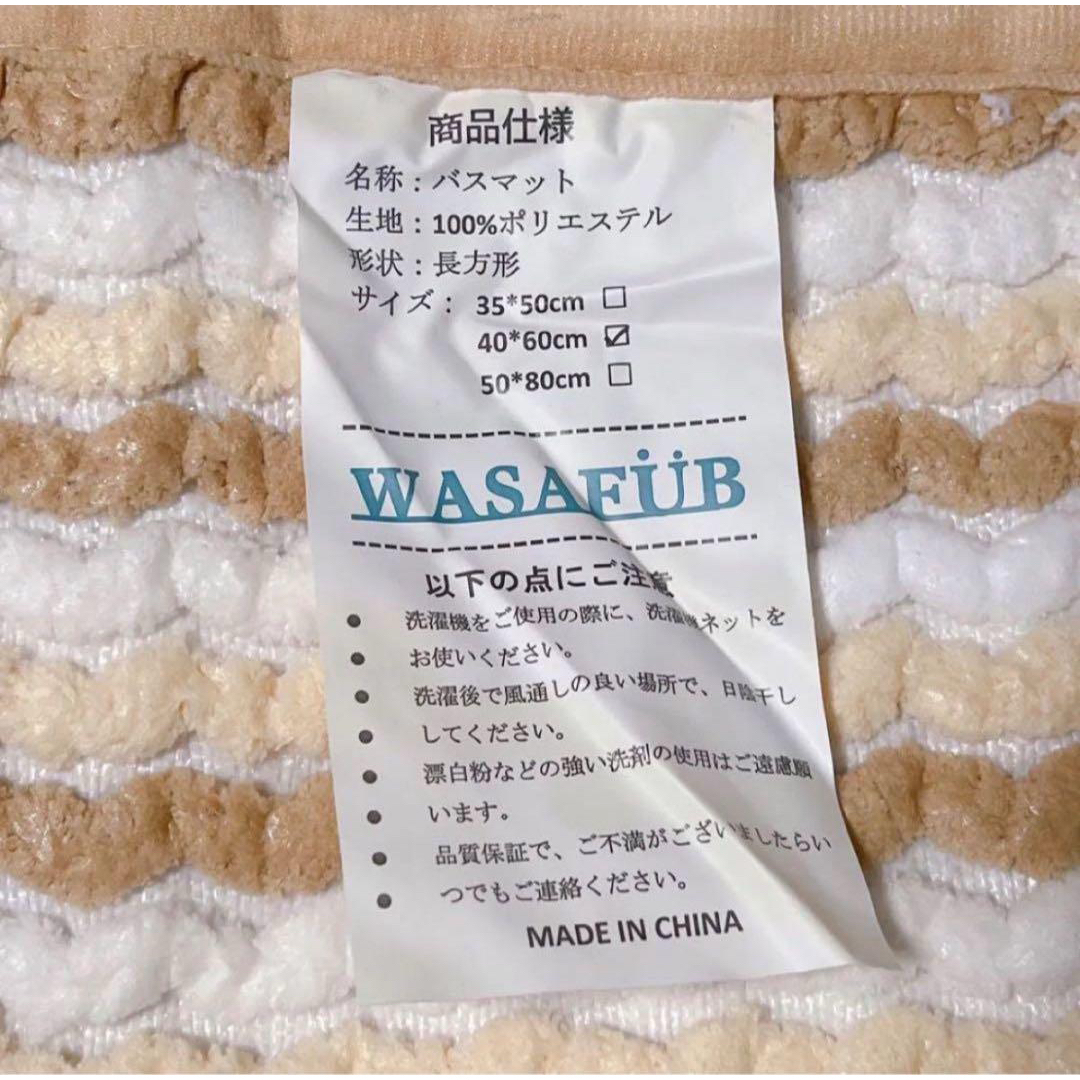 商品仕様
名称：バスマット
生地：100%ポリエステル
形状：長方形
サイズ： 35*50cm □
40*60cm ☑
50*80cm □
WASAFÜB
以下の点にご注意
● 洗濯機をご使用の際に、洗濯機ネットを
● お使いください。
● 洗濯後で風通しの良い場所で、日陰干し
● してください。
● 漂白粉などの強い洗剤の使用はご遠慮願
● います。
● 品質保証で、ご不満がございましたらい
● つでもご連絡ください。
MADE IN CHINA